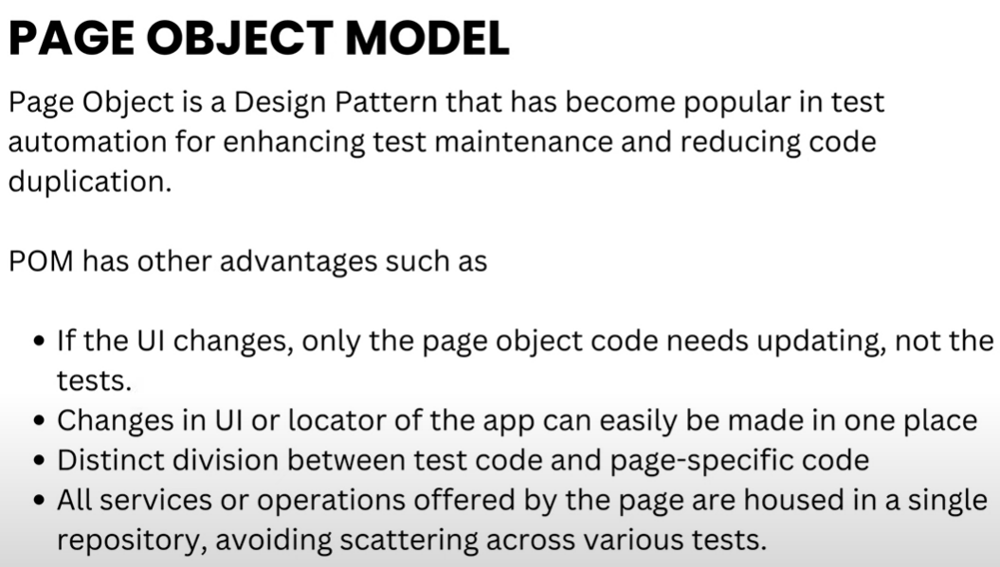 PAGE OBJECT MODEL
Page Object is a Design Pattern that has become popular in test
automation for enhancing test maintenance and reducing code
duplication.
POM has other advantages such as
• If the UI changes, only the page object code needs updating, not the
tests.
• Changes in UI or locator of the app can easily be made in one place
• Distinct division between test code and page-specific code
• All services or operations offered by the page are housed in a single
repository, avoiding scattering across various tests.